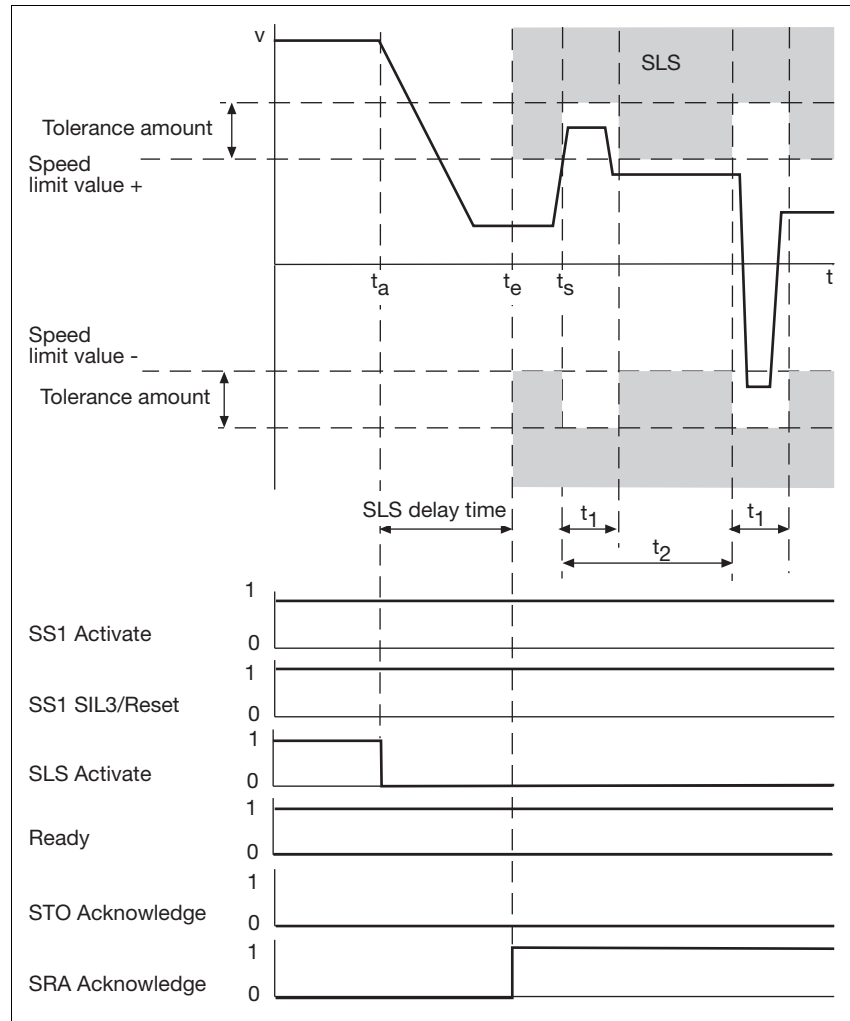 v
SLS
Tolerance amount
Speed
limit value +
ta
te
ts
t
Speed
limit value -
Tolerance amount
SLS delay time
t1
t1
t2
1
SS1 Activate
0
1
SS1 SIL3/Reset
0
1
SLS Activate
0
1
Ready
0
1
STO Acknowledge
0
1
SRA Acknowledge
0